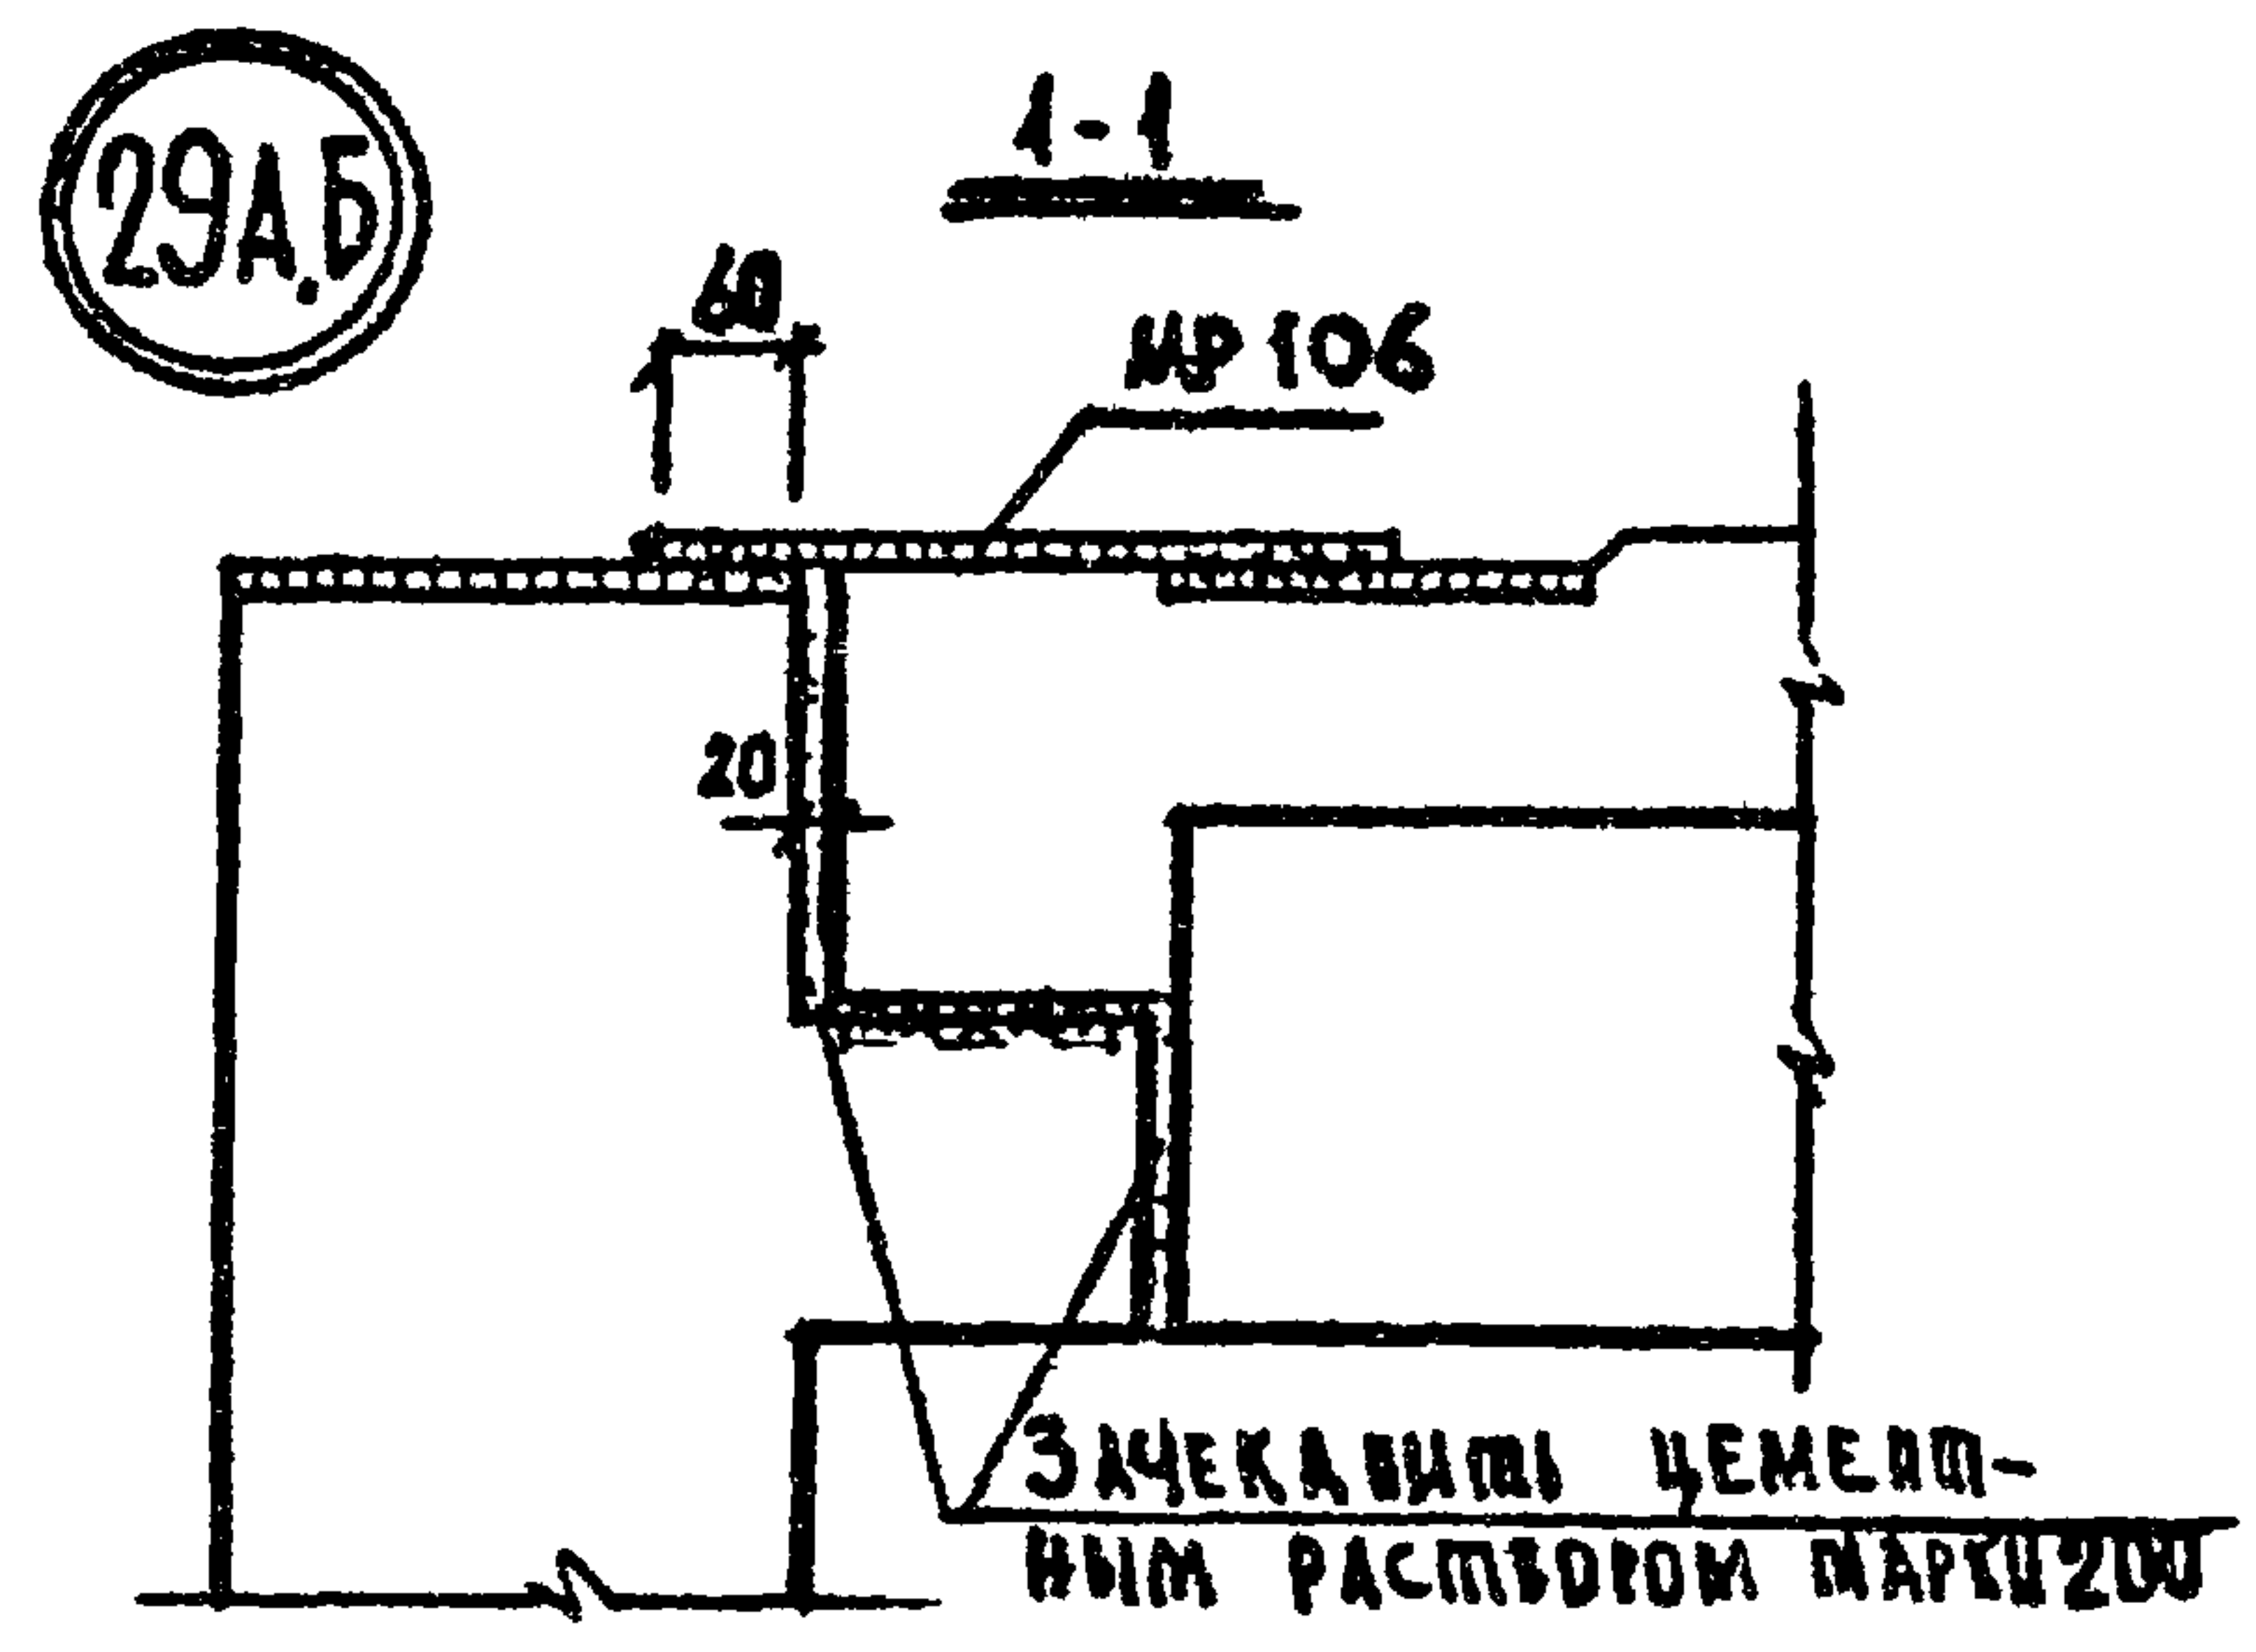 29А,Б
1-1
60
МР 106
20
ЗАЧЕКАНИТЬ ЦЕМЕНТ-
НЫМ РАСТВОРОМ МАРКИ 200